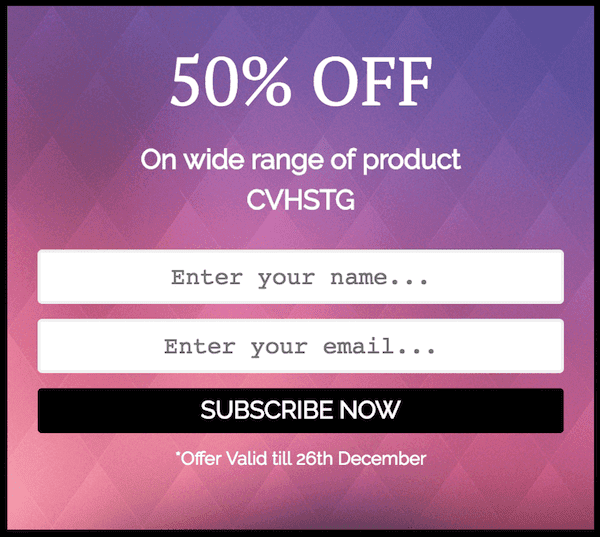 50% OFF
On wide range of product
CVHSTG
Enter your name...
Enter your email...
SUBSCRIBE NOW
*Offer Valid till 26th December